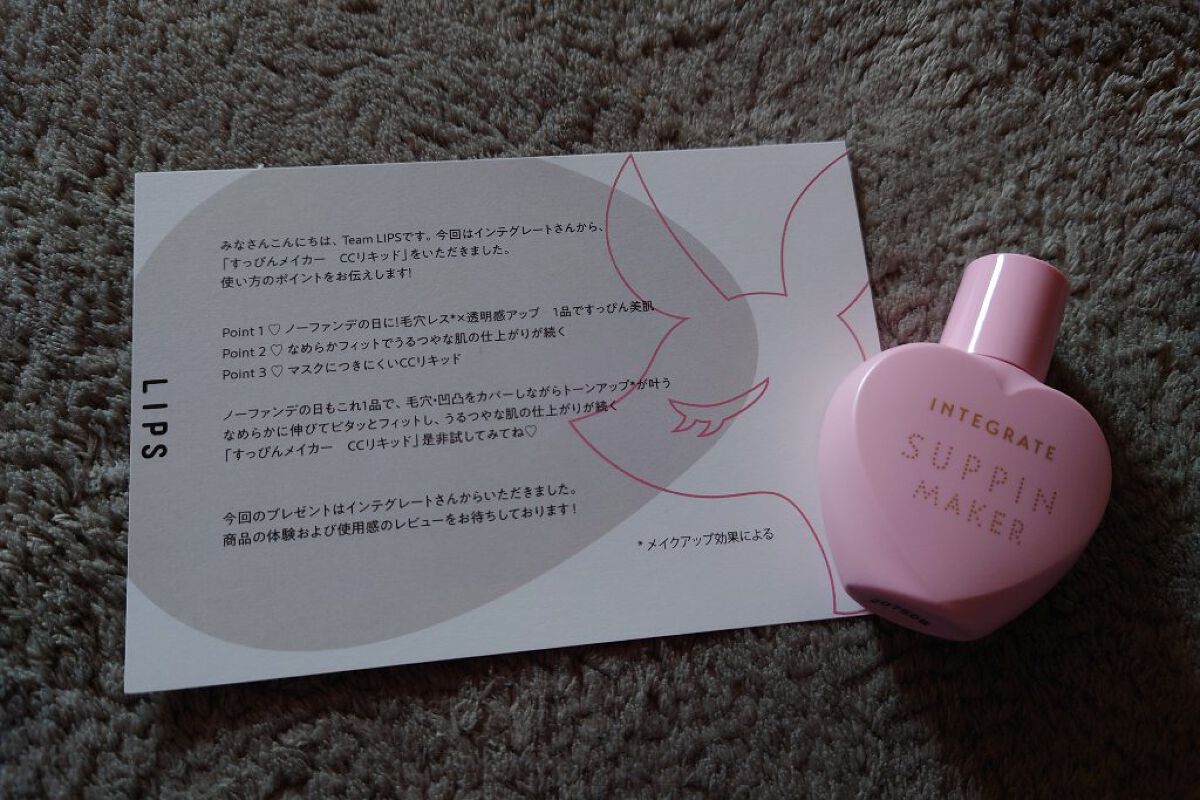 みなさんこんにちは、Team LIPSです。今回はインテグレートさんから、
「すっぴんメイカー　CCリキッド」をいただきました。
使い方のポイントをお伝えします!
Point 1 ♡ ノーファンデの日に!毛穴レス*×透明感アップ　1品ですっぴん美肌
Point 2 ♡ なめらかフィットでうるつやな肌の仕上がりが続く
Point 3 ♡ マスクにつきにくいCCリキッド
ノーファンデの日もこれ1品で、毛穴・凹凸をカバーしながらトーンアップ*が叶う
なめらかに伸びてピタッとフィットし、うるつやな肌の仕上がりが続く
「すっぴんメイカー　CCリキッド」是非試してみてね♡
今回のプレゼントはインテグレートさんからいただきました。
商品の体験および使用感のレビューをお待ちしております!
* メイクアップ効果による
LIPS
INTEGRATE
SUPPIN
MAKER